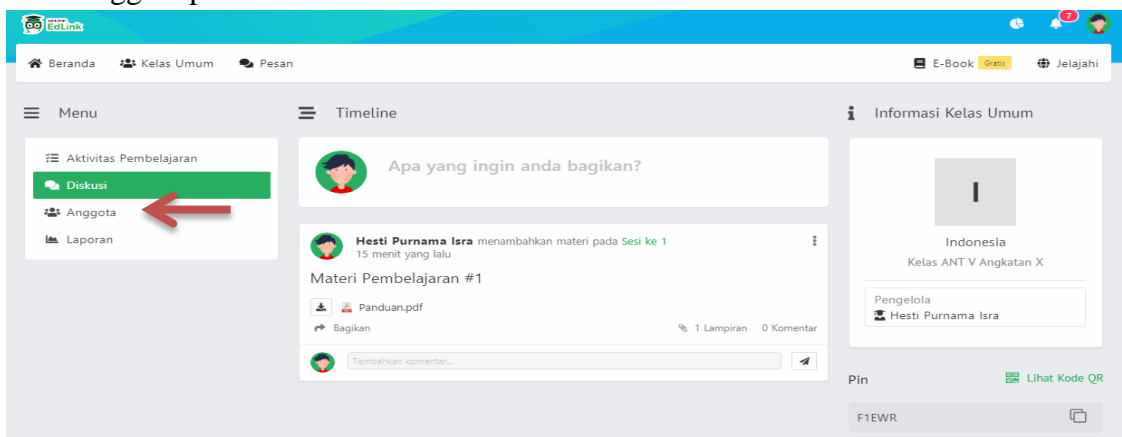 EdLink
7
Beranda Kelas Umum Pesan E-Book Gratis Jelajahi
Menu
Aktivitas Pembelajaran
Diskusi
Anggota
Laporan
Timeline
Apa yang ingin anda bagikan?
Hesti Purnama Isra menambahkan materi pada Sesi ke 1
15 menit yang lalu
Materi Pembelajaran #1
Panduan.pdf
Bagikan 1 Lampiran 0 Komentar
Tambahkan komentar...
Informasi Kelas Umum
I
Indonesia
Kelas ANT V Angkatan X
Pengelola
Hesti Purnama Isra
Pin Lihat Kode QR
F1EWR